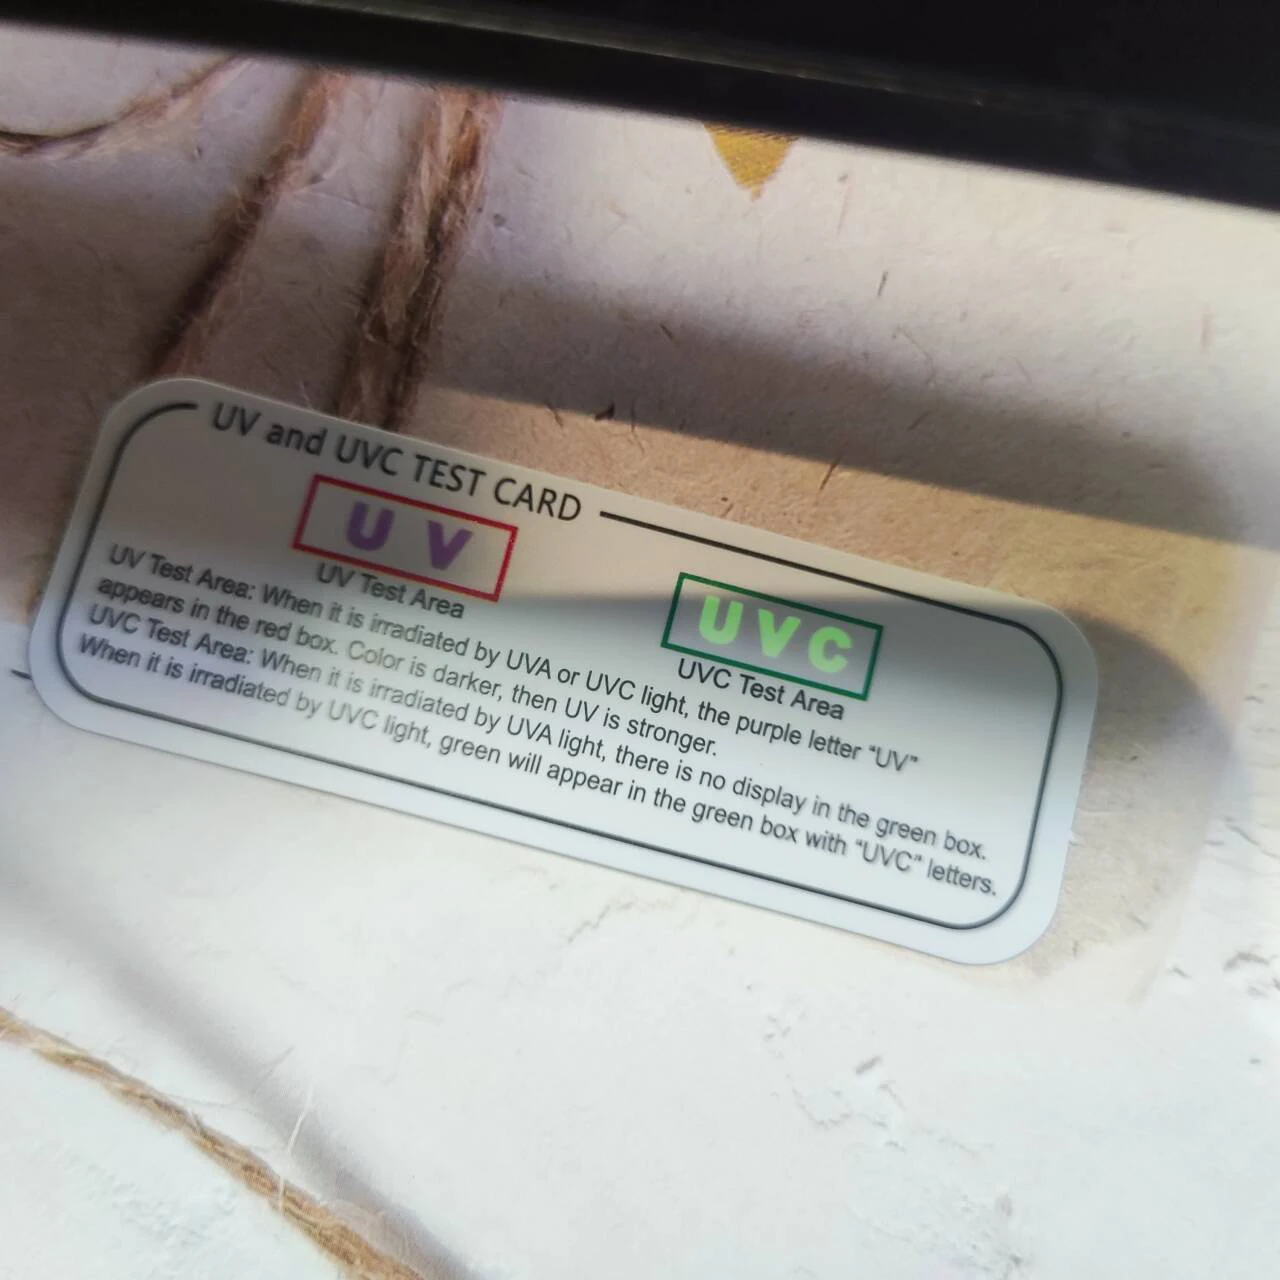 UV and UVC TEST CARD
U V
UV Test Area
UVC
UVC Test Area
UV Test Area: When it is irradiated by UVA or UVC light, the purple letter “UV”
appears in the red box. Color is darker, then UV is stronger.
UVC Test Area: When it is irradiated by UVA light, there is no display in the green box.
When it is irradiated by UVC light, green will appear in the green box with “UVC” letters.